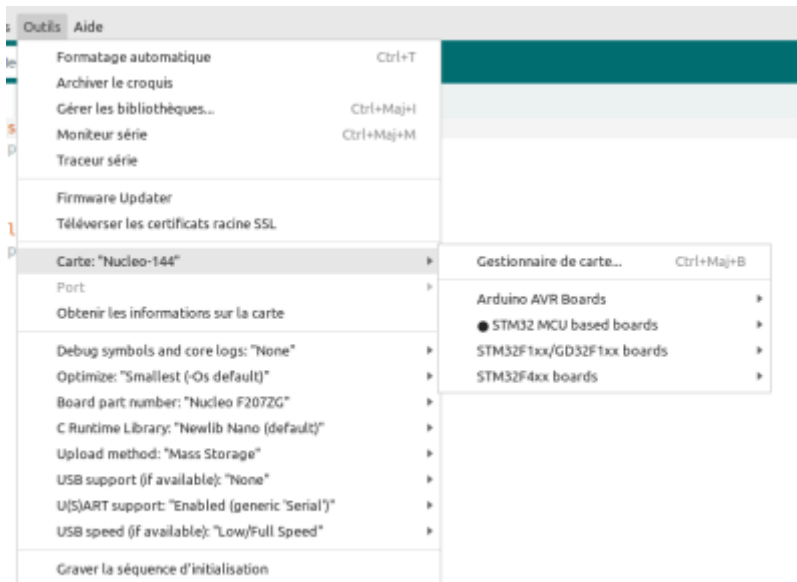 s Outils Aide
Formatage automatique Ctrl+T
Archiver le croquis
Gérer les bibliothèques... Ctrl+Maj+I
Moniteur série Ctrl+Maj+M
Traceur série
Firmware Updater
Téléverser les certificats racine SSL
Carte: "Nucleo-144"
Port
Obtenir les informations sur la carte
Debug symbols and core logs: "None"
Optimize: "Smallest (-Os default)"
Board part number: "Nucleo F207ZG"
C Runtime Library: "Newlib Nano (default)"
Upload method: "Mass Storage"
USB support (if available): "None"
U(S)ART support: "Enabled (generic 'Serial')"
USB speed (if available): "Low/Full Speed"
Graver la séquence d'initialisation
Gestionnaire de carte... Ctrl+Maj+B
Arduino AVR Boards
STM32 MCU based boards
STM32F1xx/GD32F1xx boards
STM32F4xx boards